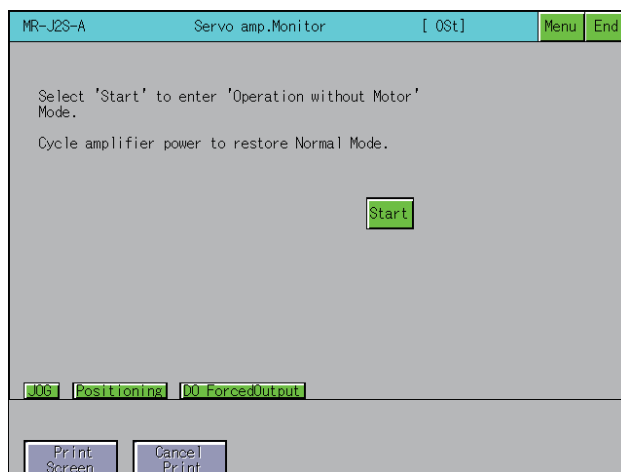 MR-J2S-A Servo amp.Monitor [ 0St] Menu End
Select 'Start' to enter 'Operation without Motor'
Mode.
Cycle amplifier power to restore Normal Mode.
Start
JOG Positioning DO ForcedOutput
Print Cancel
Screen Print